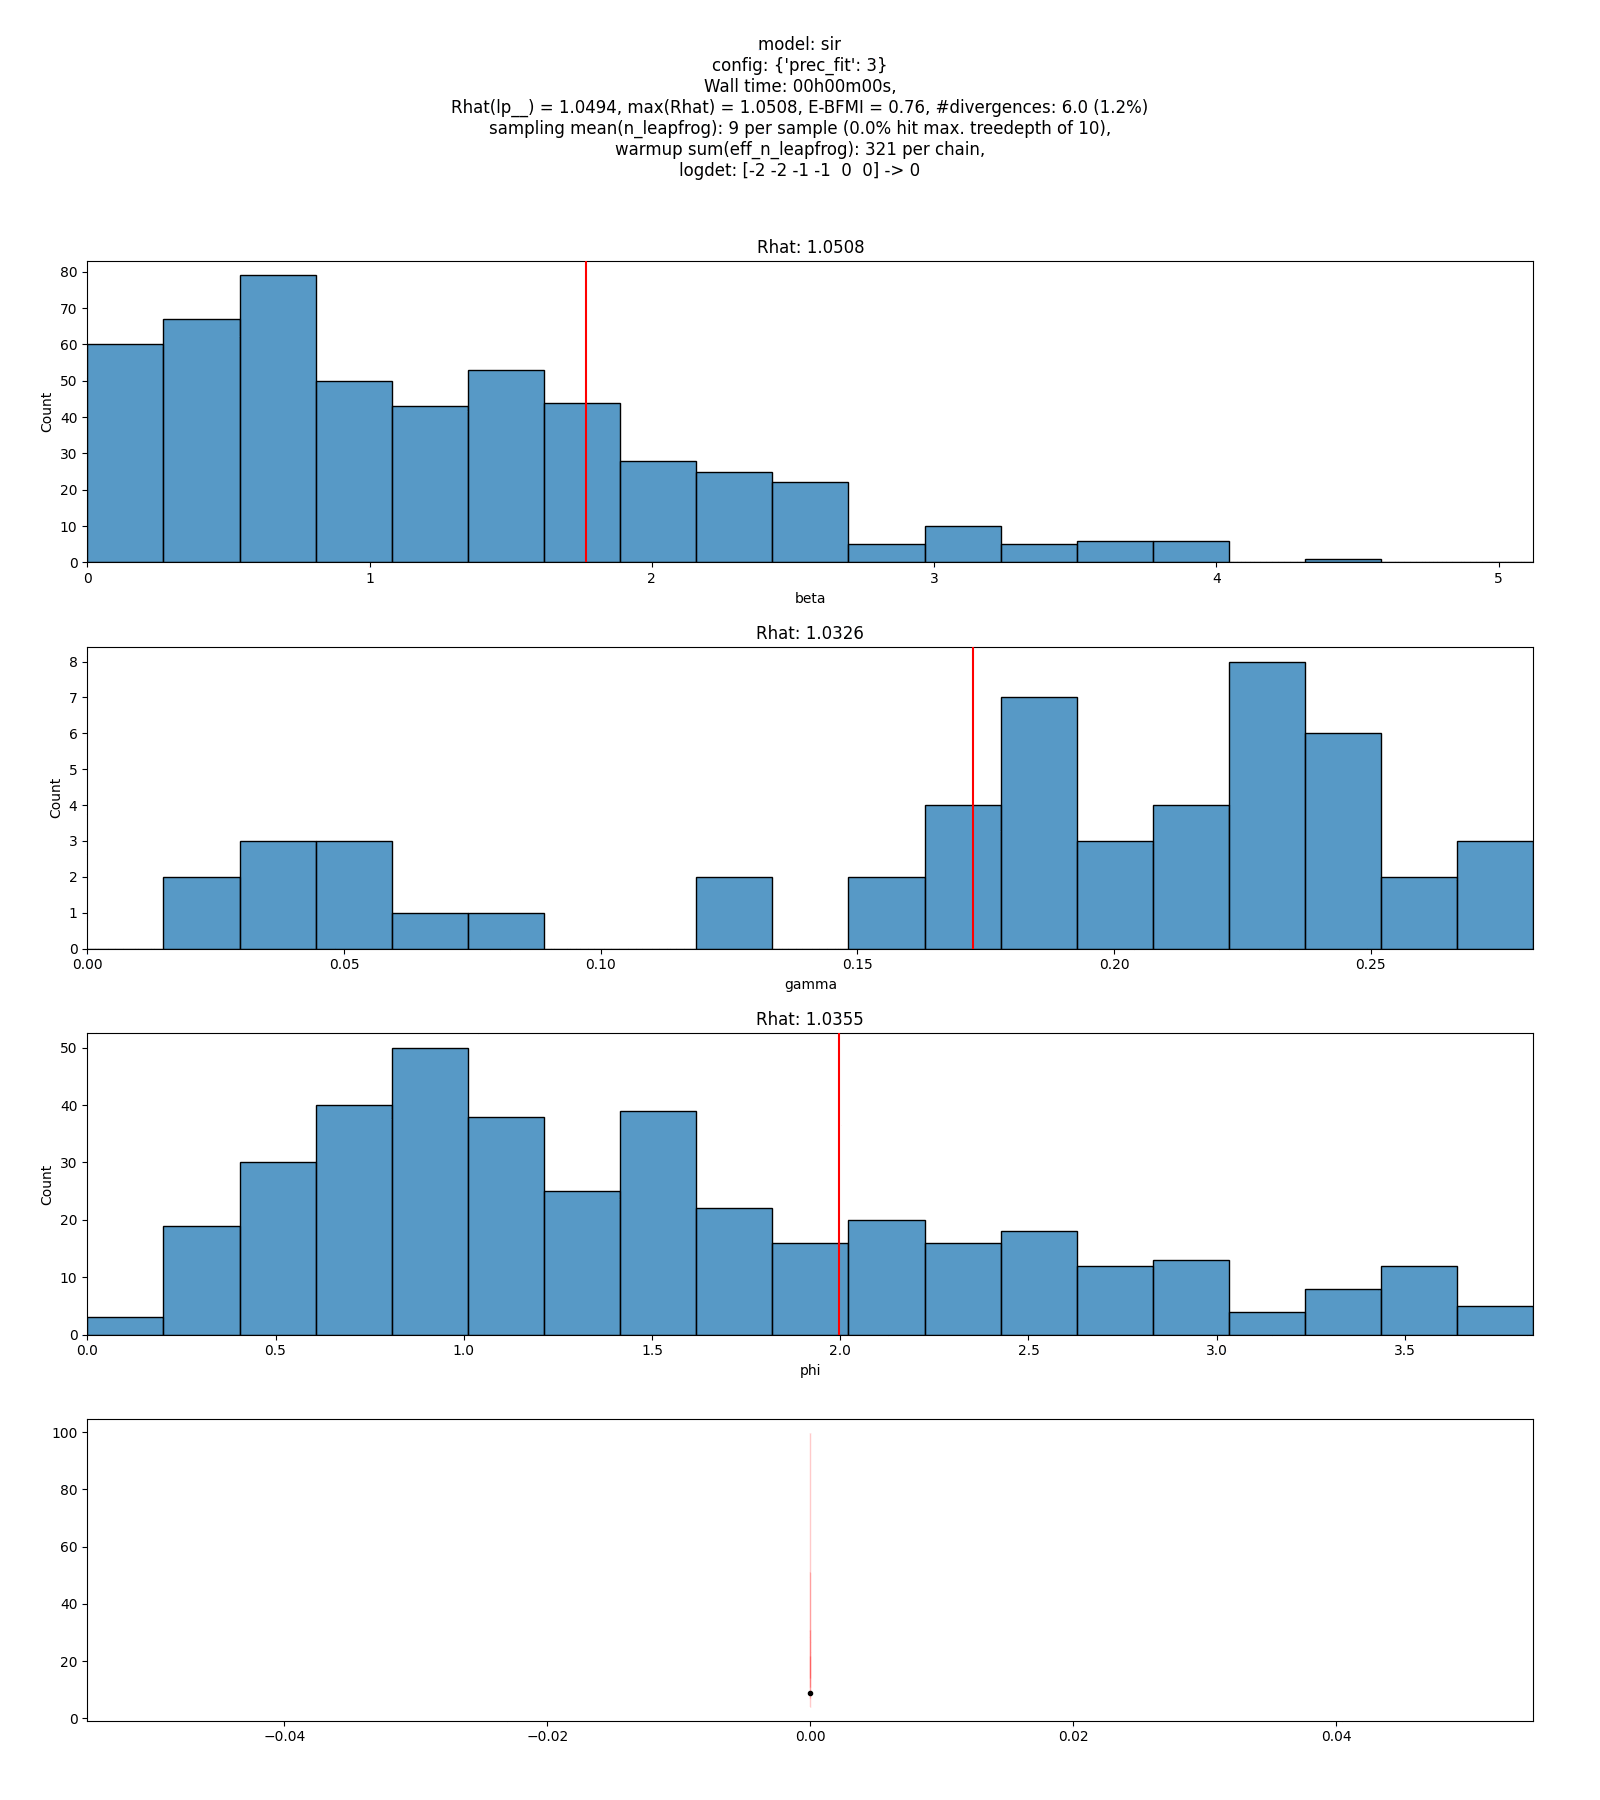 model: sir
config: {'prec_fit': 3}
Wall time: 00h00m00s,
Rhat(lp__) = 1.0494, max(Rhat) = 1.0508, E-BFMI = 0.76, #divergences: 6.0 (1.2%)
sampling mean(n_leapfrog): 9 per sample (0.0% hit max. treedepth of 10),
warmup sum(eff_n_leapfrog): 321 per chain,
logdet: [-2 -2 -1 -1  0  0] -> 0
Rhat: 1.0508
80
70
60
50
40
30
20
10
0
Count
0 1 2 3 4 5
beta
Rhat: 1.0326
8
7
6
5
4
3
2
1
0
Count
0.00 0.05 0.10 0.15 0.20 0.25
gamma
Rhat: 1.0355
50
40
30
20
10
0
Count
0.0 0.5 1.0 1.5 2.0 2.5 3.0 3.5
phi
100
80
60
40
20
0
−0.04 −0.02 0.00 0.02 0.04